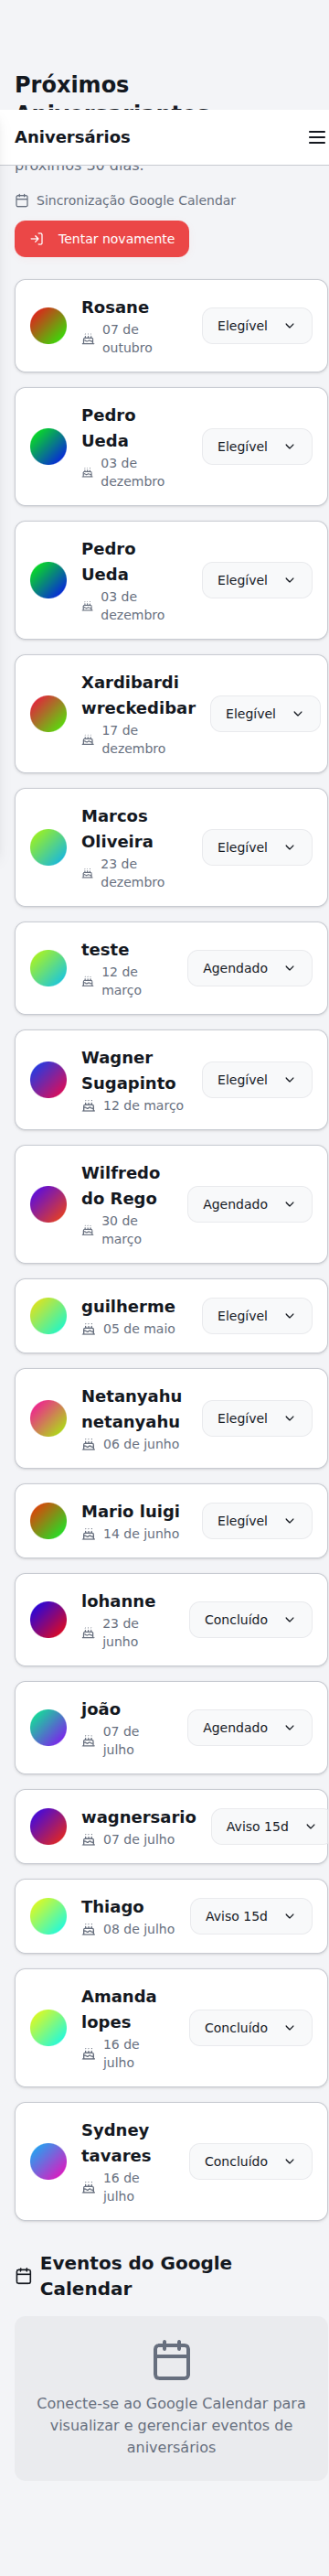 Próximos
Aniversários
próximos 30 dias.
Sincronização Google Calendar
Tentar novamente
Rosane
07 de
outubro
Elegível
Pedro
Ueda
03 de
dezembro
Elegível
Pedro
Ueda
03 de
dezembro
Elegível
Xardibardi
wreckedibar
17 de
dezembro
Elegível
Marcos
Oliveira
23 de
dezembro
Elegível
teste
12 de
março
Agendado
Wagner
Sugapinto
12 de março
Elegível
Wilfredo
do Rego
30 de
março
Agendado
guilherme
05 de maio
Elegível
Netanyahu
netanyahu
06 de junho
Elegível
Mario luigi
14 de junho
Elegível
lohanne
23 de
junho
Concluído
joão
07 de
julho
Agendado
wagnersario
07 de julho
Aviso 15d
Thiago
08 de julho
Aviso 15d
Amanda
lopes
16 de
julho
Concluído
Sydney
tavares
16 de
julho
Concluído
Eventos do Google
Calendar
Conecte-se ao Google Calendar para
visualizar e gerenciar eventos de
aniversários